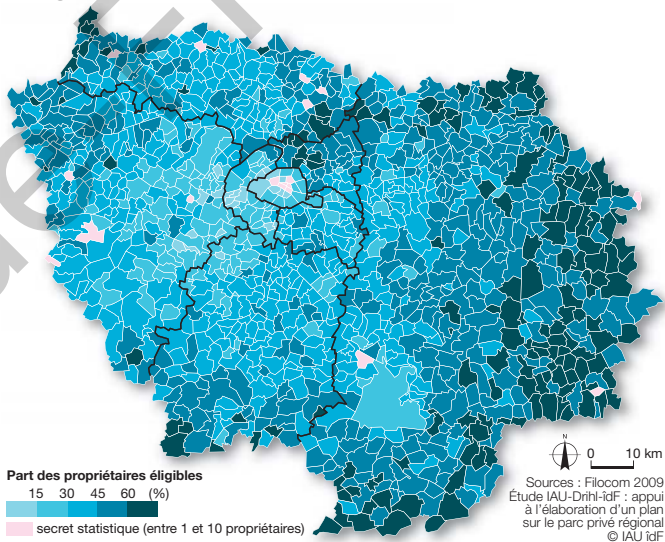 N
0 10 km
Part des propriétaires éligibles
15 30 45 60 (%)
secret statistique (entre 1 et 10 propriétaires)
Sources : Filocom 2009
Étude IAU-Drihl-îdF : appui
à l'élaboration d'un plan
sur le parc privé régional
© IAU îdF